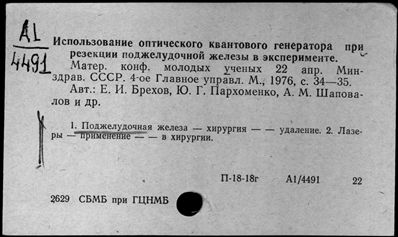 А1
4491
Использование оптического квантового генератора при
резекции поджелудочной железы в эксперименте.
Матер. конф. молодых ученых 22 апр. Мин-
здрав. СССР. 4-ое Главное управл. М., 1976, с. 34—35.
Авт.: Е. И. Брехов, Ю. Г. Пархоменко, А. М. Шапова-
лов и др.
1. Поджелудочная железа — хирургия — — удаление. 2. Лазе-
ры — применение — — в хирургии.
П-18-18г А1/4491 22
2629 СБМБ при ГЦНМБ